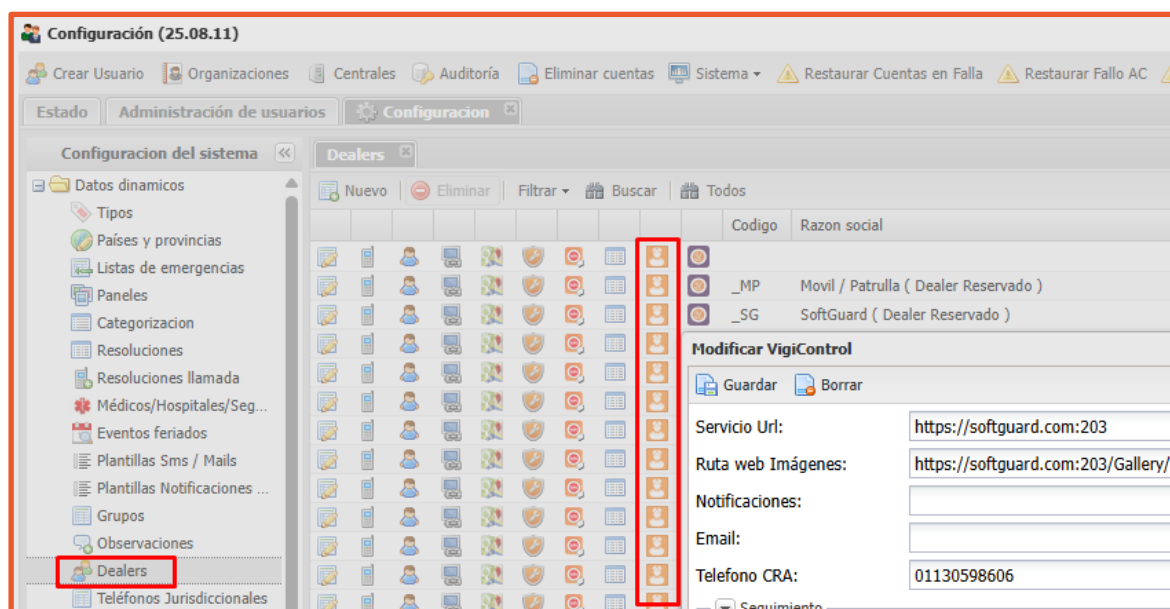 Configuración (25.08.11)
Crear Usuario Organizaciones Centrales Auditoría Eliminar cuentas Sistema Restaurar Cuentas en Falla Restaurar Fallo AC
Estado Administración de usuarios Configuracion
Configuracion del sistema
Datos dinamicos
Tipos
Países y provincias
Listas de emergencias
Paneles
Categorizacion
Resoluciones
Resoluciones llamada
Médicos/Hospitales/Seg...
Eventos feriados
Plantillas Sms / Mails
Plantillas Notificaciones ...
Grupos
Observaciones
Dealers
Teléfonos Jurisdiccionales
Dealers
Nuevo Eliminar Filtrar Buscar Todos
Codigo Razon social
_MP Movil / Patrulla ( Dealer Reservado )
_SG SoftGuard ( Dealer Reservado )
Modificar VigiControl
Guardar Borrar
Servicio Url: https://softguard.com:203
Ruta web Imágenes: https://softguard.com:203/Gallery/
Notificaciones:
Email:
Telefono CRA: 01130598606
Seguimiento